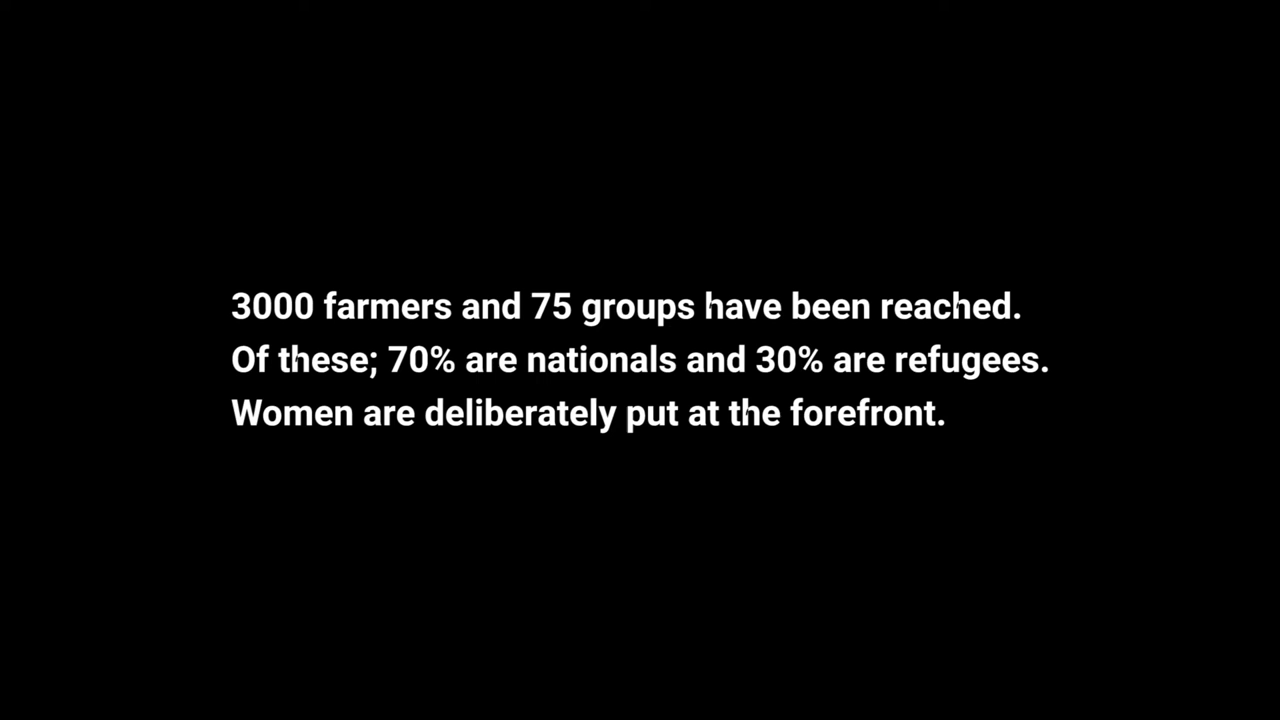 3000 farmers and 75 groups have been reached.
Of these; 70% are nationals and 30% are refugees.
Women are deliberately put at the forefront.